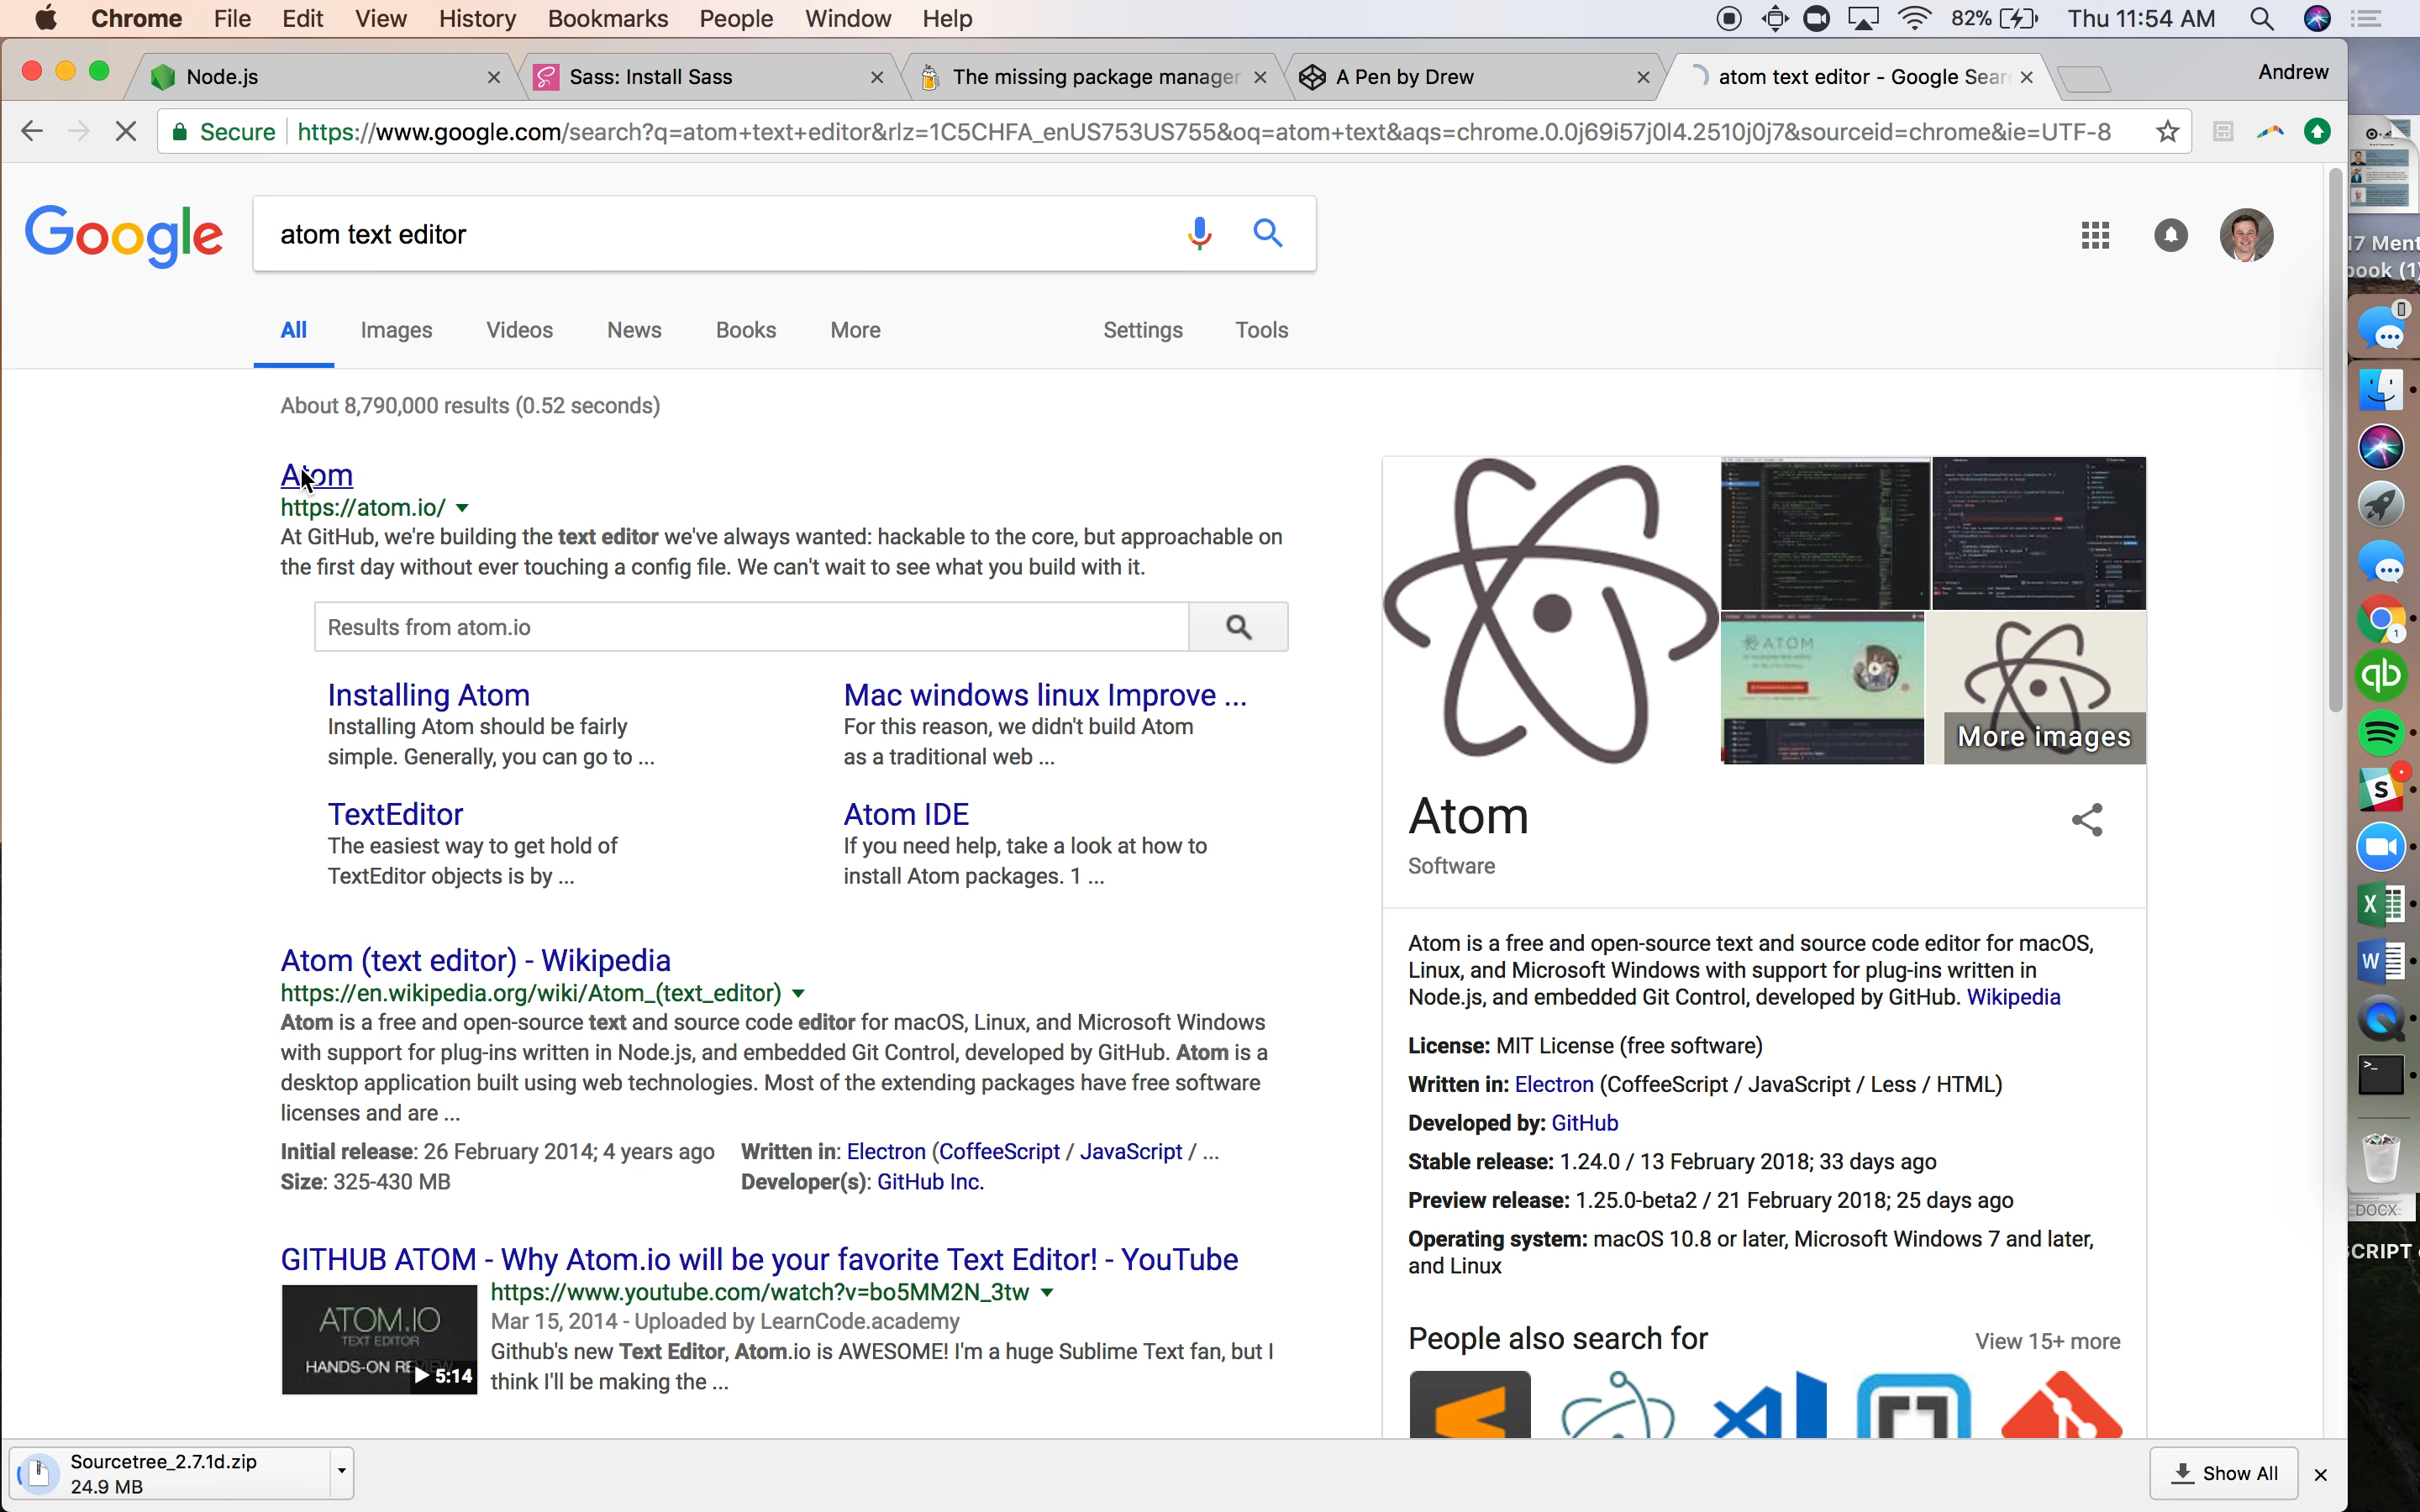 Chrome File Edit View History Bookmarks People Window Help 82% Thu 11:54 AM
Node.js Sass: Install Sass The missing package manager A Pen by Drew atom text editor - Google Sear Andrew
Secure https://www.google.com/search?q=atom+text+editor&rlz=1C5CHFA_enUS753US755&oq=atom+text&aqs=chrome.0.0j69i57j0l4.2510j0j7&sourceid=chrome&ie=UTF-8
Google atom text editor
All Images Videos News Books More Settings Tools
About 8,790,000 results (0.52 seconds)
Atom
https://atom.io/
At GitHub, we're building the text editor we've always wanted: hackable to the core, but approachable on
the first day without ever touching a config file. We can't wait to see what you build with it.
Results from atom.io
Installing Atom
Installing Atom should be fairly
simple. Generally, you can go to ...
Mac windows linux Improve ...
For this reason, we didn't build Atom
as a traditional web ...
TextEditor
The easiest way to get hold of
TextEditor objects is by ...
Atom IDE
If you need help, take a look at how to
install Atom packages. 1 ...
Atom (text editor) - Wikipedia
https://en.wikipedia.org/wiki/Atom_(text_editor)
Atom is a free and open-source text and source code editor for macOS, Linux, and Microsoft Windows
with support for plug-ins written in Node.js, and embedded Git Control, developed by GitHub. Atom is a
desktop application built using web technologies. Most of the extending packages have free software
licenses and are ...
Initial release: 26 February 2014; 4 years ago Written in: Electron (CoffeeScript / JavaScript / ...
Size: 325-430 MB Developer(s): GitHub Inc.
GITHUB ATOM - Why Atom.io will be your favorite Text Editor! - YouTube
https://www.youtube.com/watch?v=bo5MM2N_3tw
Mar 15, 2014 - Uploaded by LearnCode.academy
Github's new Text Editor, Atom.io is AWESOME! I'm a huge Sublime Text fan, but I
think I'll be making the ...
ATOM.IO
TEXT EDITOR
HANDS-ON RE
5:14
ATOM
More images
Atom
Software
Atom is a free and open-source text and source code editor for macOS,
Linux, and Microsoft Windows with support for plug-ins written in
Node.js, and embedded Git Control, developed by GitHub. Wikipedia
License: MIT License (free software)
Written in: Electron (CoffeeScript / JavaScript / Less / HTML)
Developed by: GitHub
Stable release: 1.24.0 / 13 February 2018; 33 days ago
Preview release: 1.25.0-beta2 / 21 February 2018; 25 days ago
Operating system: macOS 10.8 or later, Microsoft Windows 7 and later,
and Linux
People also search for View 15+ more
17 Ment
book (1)
1
qb
S
X
W
DOCX
SCRIPT
Sourcetree_2.7.1d.zip
24.9 MB
Show All